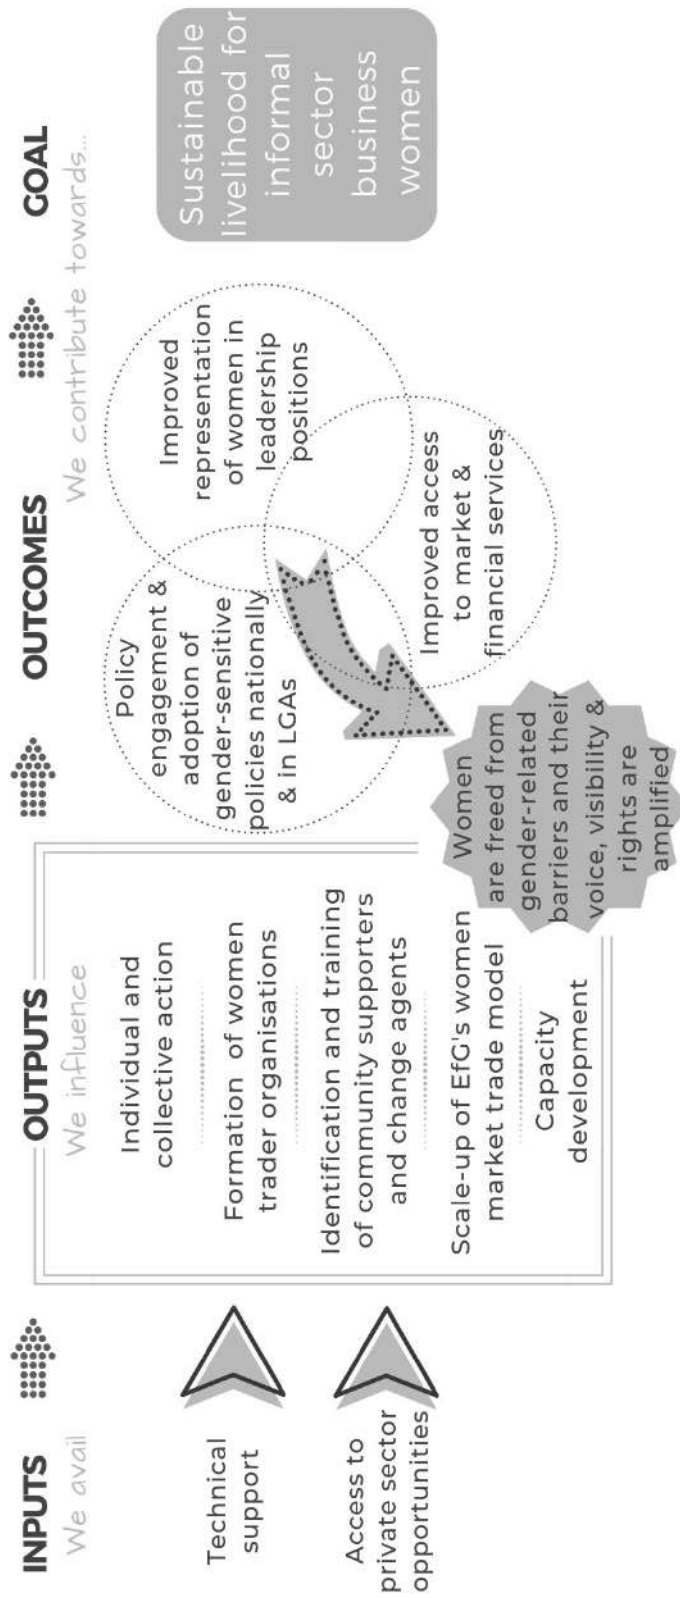 INPUTS
We avail
Technical
support
Access to
private sector
opportunities
OUTPUTS
We influence
Individual and
collective action
Formation of women
trader organisations
Identification and training
of community supporters
and change agents
Scale-up of EfG's women
market trade model
Capacity
development
OUTCOMES
Policy
engagement &
adoption of
gender-sensitive
policies nationally
& in LGAs
Improved
representation
of women in
leadership
positions
Improved access
to market &
financial services
Women
are freed from
gender-related
barriers and their
voice, visibility &
rights are
amplified
GOAL
We contribute towards...
Sustainable
livelihood for
informal
sector
business
women